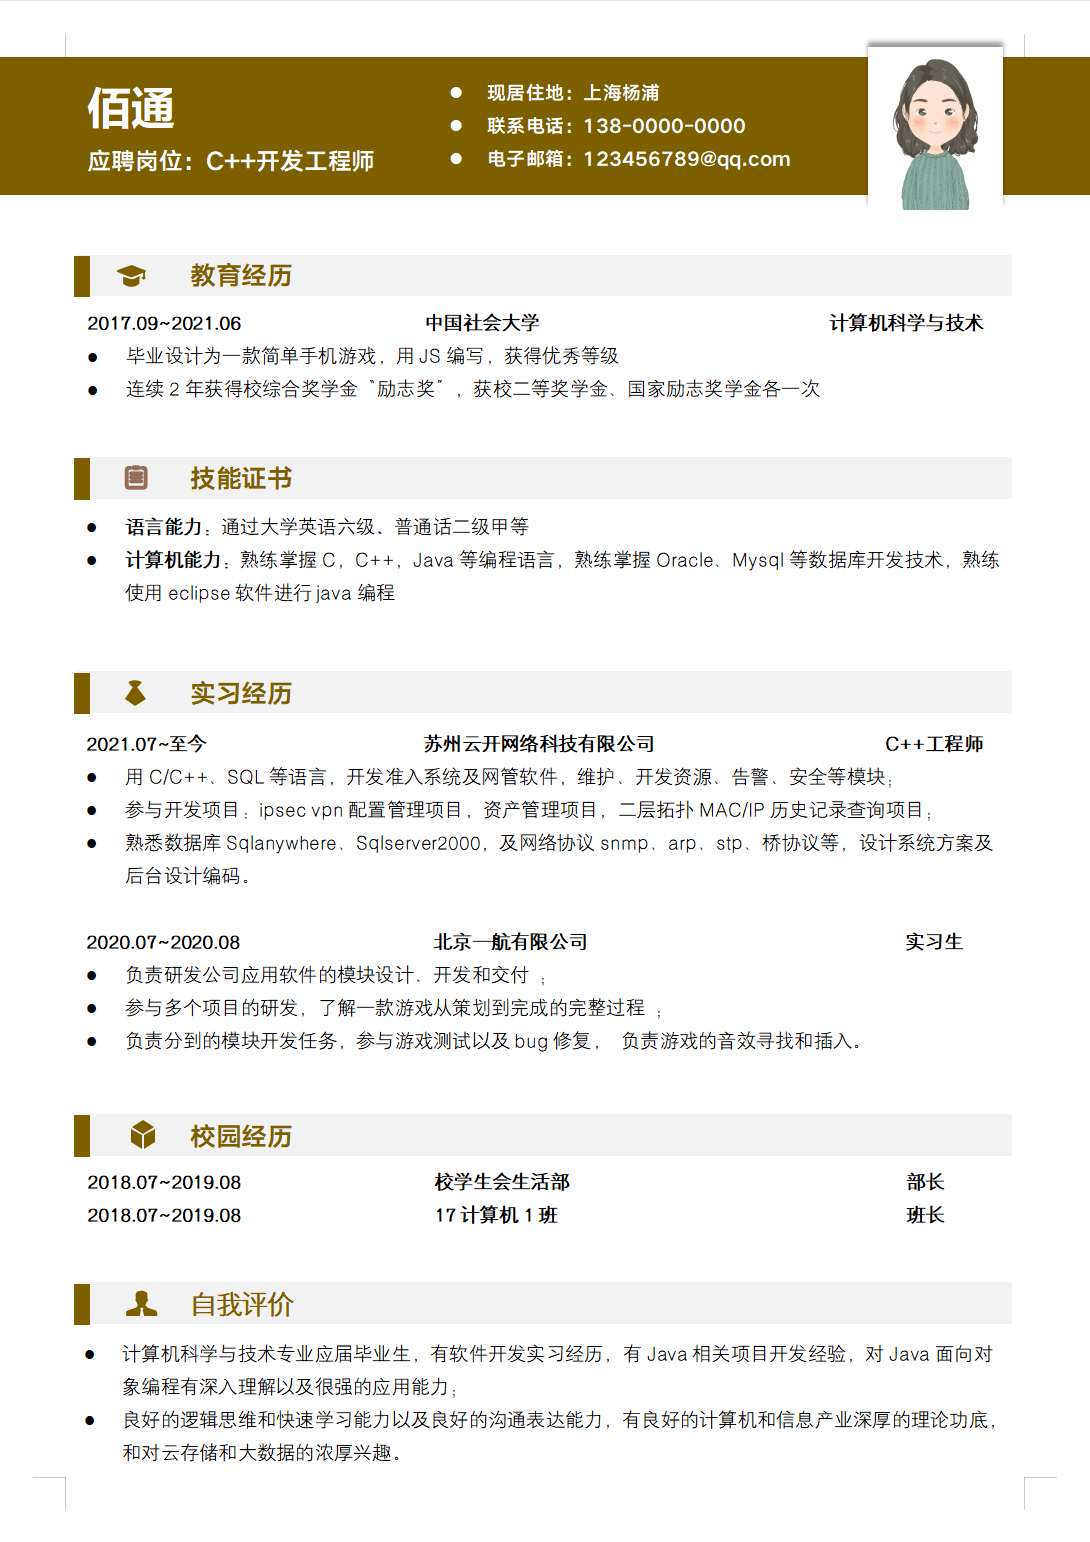 佰通
应聘岗位：C++开发工程师
● 现居住地：上海杨浦
● 联系电话：138-0000-0000
● 电子邮箱：123456789@qq.com
教育经历
2017.09~2021.06 中国社会大学 计算机科学与技术
● 毕业设计为一款简单手机游戏，用 JS 编写，获得优秀等级
● 连续 2 年获得校综合奖学金〝励志奖〞，获校二等奖学金、国家励志奖学金各一次
技能证书
● 语言能力：通过大学英语六级、普通话二级甲等
● 计算机能力：熟练掌握 C，C++，Java 等编程语言，熟练掌握 Oracle、Mysql 等数据库开发技术，熟练
使用 eclipse 软件进行 java 编程
实习经历
2021.07~至今 苏州云开网络科技有限公司 C++工程师
● 用 C/C++、SQL 等语言，开发准入系统及网管软件，维护、开发资源、告警、安全等模块；
● 参与开发项目：ipsec vpn 配置管理项目，资产管理项目，二层拓扑 MAC/IP 历史记录查询项目；
● 熟悉数据库 Sqlanywhere、Sqlserver2000，及网络协议 snmp、arp、stp、桥协议等，设计系统方案及
后台设计编码。
2020.07~2020.08 北京一航有限公司 实习生
● 负责研发公司应用软件的模块设计、开发和交付 ；
● 参与多个项目的研发，了解一款游戏从策划到完成的完整过程 ；
● 负责分到的模块开发任务，参与游戏测试以及 bug 修复， 负责游戏的音效寻找和插入。
校园经历
2018.07~2019.08 校学生会生活部 部长
2018.07~2019.08 17 计算机 1 班 班长
自我评价
● 计算机科学与技术专业应届毕业生，有软件开发实习经历，有 Java 相关项目开发经验，对 Java 面向对
象编程有深入理解以及很强的应用能力；
● 良好的逻辑思维和快速学习能力以及良好的沟通表达能力，有良好的计算机和信息产业深厚的理论功底，
和对云存储和大数据的浓厚兴趣。